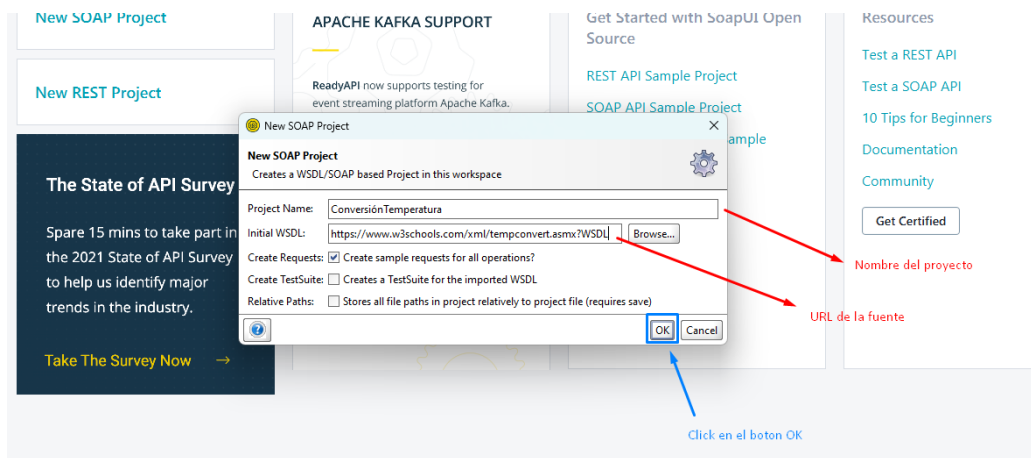 New SOAP Project
New REST Project
The State of API Survey
Spare 15 mins to take part in
the 2021 State of API Survey
to help us identify major
trends in the industry.
Take The Survey Now →
APACHE KAFKA SUPPORT
ReadyAPI now supports testing for
event streaming platform Apache Kafka.
Get Started with SoapUI Open
Source
REST API Sample Project
SOAP API Sample Project
ample
Resources
Test a REST API
Test a SOAP API
10 Tips for Beginners
Documentation
Community
Get Certified
New SOAP Project
New SOAP Project
Creates a WSDL/SOAP based Project in this workspace
Project Name: ConversiónTemperatura
Initial WSDL: https://www.w3schools.com/xml/tempconvert.asmx?WSDL Browse...
Create Requests: Create sample requests for all operations?
Create TestSuite: Creates a TestSuite for the imported WSDL
Relative Paths: Stores all file paths in project relatively to project file (requires save)
OK Cancel
Nombre del proyecto
URL de la fuente
Click en el boton OK